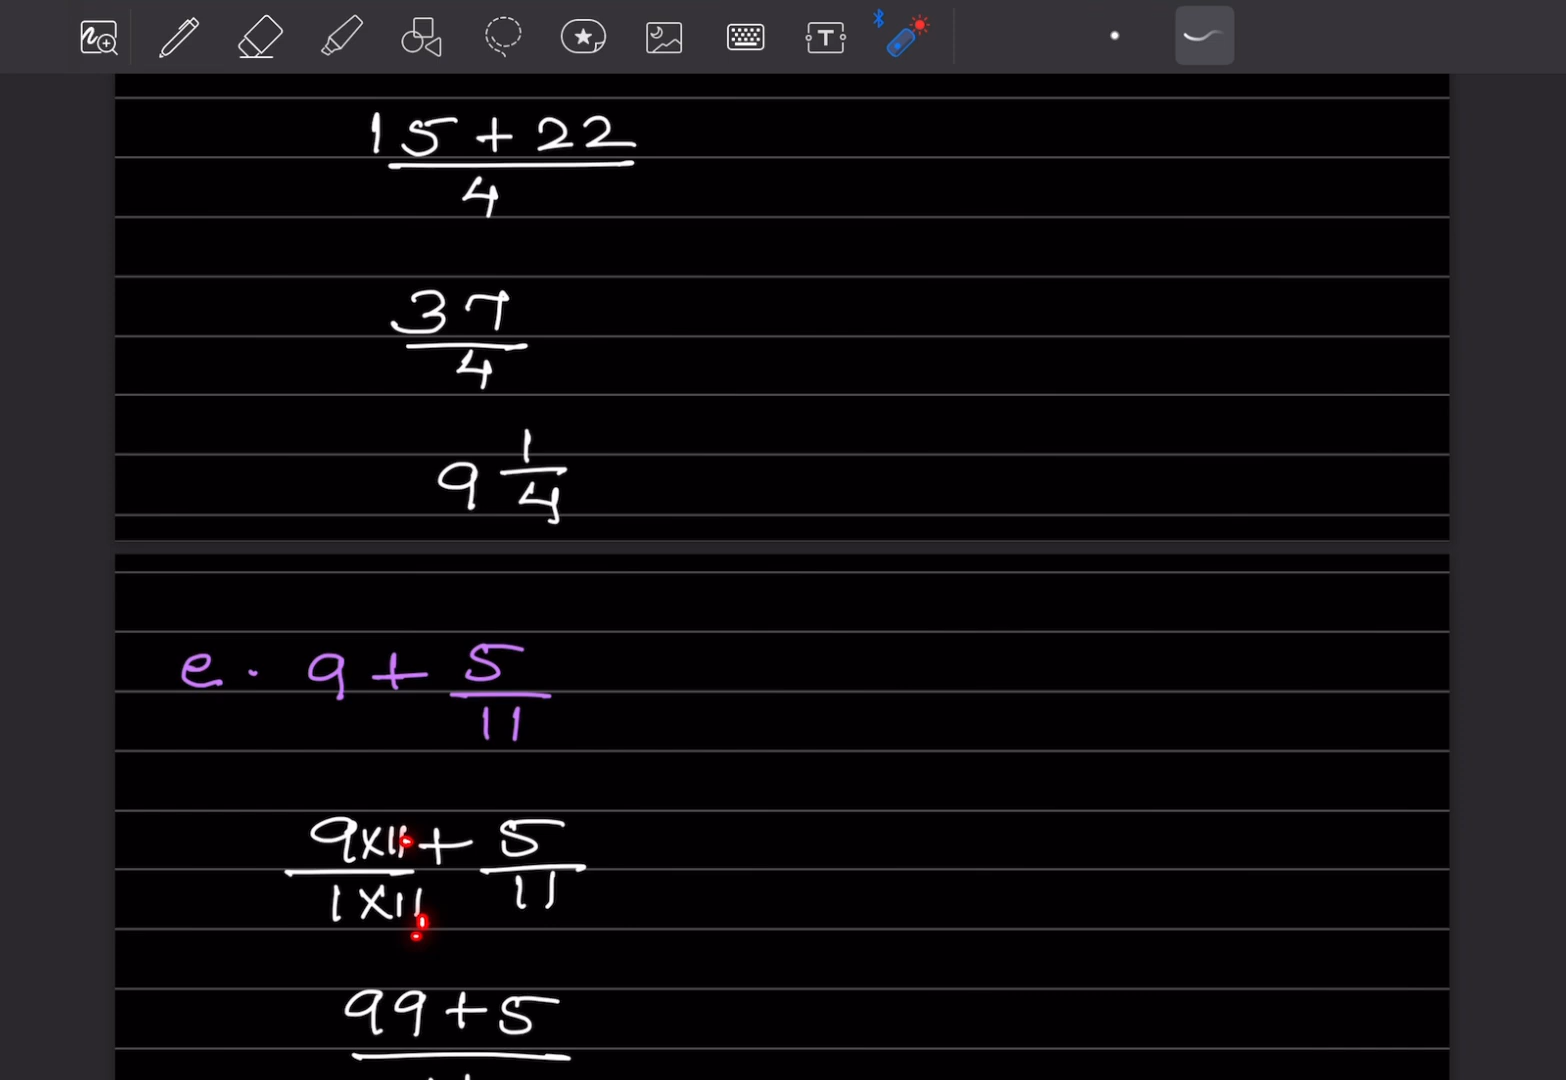 15 + 22
4
37
4
9 1/4
e. 9 + 5/11
9x11 + 5
1x11 11
99 + 5